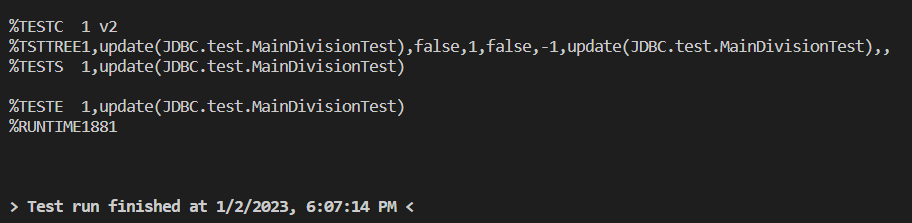 %TESTC  1 v2
%TSTTREE1,update(JDBC.test.MainDivisionTest),false,1,false,-1,update(JDBC.test.MainDivisionTest),,
%TESTS  1,update(JDBC.test.MainDivisionTest)
%TESTE  1,update(JDBC.test.MainDivisionTest)
%RUNTIME1881
> Test run finished at 1/2/2023, 6:07:14 PM <